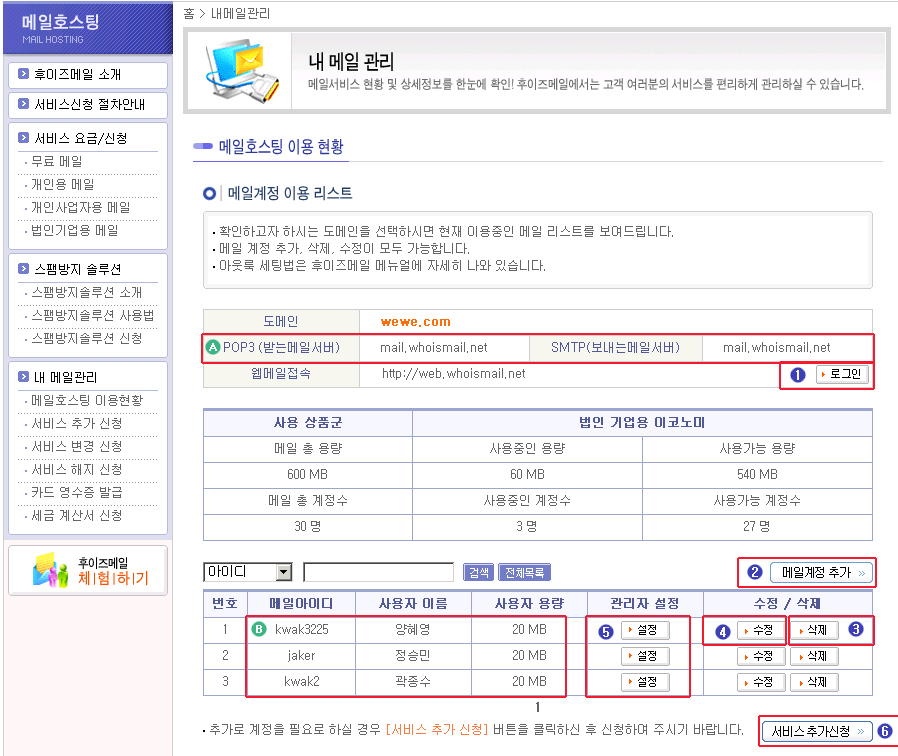 메일호스팅
MAIL HOSTING
후이즈메일 소개
서비스신청 절차안내
서비스 요금/신청
· 무료 메일
· 개인용 메일
· 개인사업자용 메일
· 법인기업용 메일
스팸방지 솔루션
· 스팸방지솔루션 소개
· 스팸방지솔루션 사용법
· 스팸방지솔루션 신청
내 메일관리
· 메일호스팅 이용현황
· 서비스 추가 신청
· 서비스 변경 신청
· 서비스 해지 신청
· 카드 영수증 발급
· 세금 계산서 신청
후이즈메일
체|험|하|기
홈 > 내메일관리
내 메일 관리
메일서비스 현황 및 상세정보를 한눈에 확인! 후이즈메일에서는 고객 여러분의 서비스를 편리하게 관리하실 수 있습니다.
메일호스팅 이용 현황
메일계정 이용 리스트
· 확인하고자 하시는 도메인을 선택하시면 현재 이용중인 메일 리스트를 보여드립니다.
· 메일 계정 추가, 삭제, 수정이 모두 가능합니다.
· 아웃룩 세팅법은 후이즈메일 메뉴얼에 자세히 나와 있습니다.
도메인 wewe.com
A POP3 (받는메일서버) mail.whoismail.net SMTP(보내는메일서버) mail.whoismail.net
웹메일접속 http://web.whoismail.net 1 로그인
사용 상품군 법인 기업용 이코노미
메일 총 용량 사용중인 용량 사용가능 용량
600 MB 60 MB 540 MB
메일 총 계정수 사용중인 계정수 사용가능 계정수
30 명 3 명 27 명
아이디 검색 전체목록 2 메일계정 추가 »
번호 메일아이디 사용자 이름 사용자 용량 관리자 설정 수정 / 삭제
1 B kwak3225 양혜영 20 MB 5 설정 4 수정 삭제 3
2 jaker 정승민 20 MB 설정 수정 삭제
3 kwak2 곽종수 20 MB 설정 수정 삭제
1
· 추가로 계정을 필요로 하실 경우 [서비스 추가 신청] 버튼을 클릭하신 후 신청하여 주시기 바랍니다. 서비스추가신청 » 6